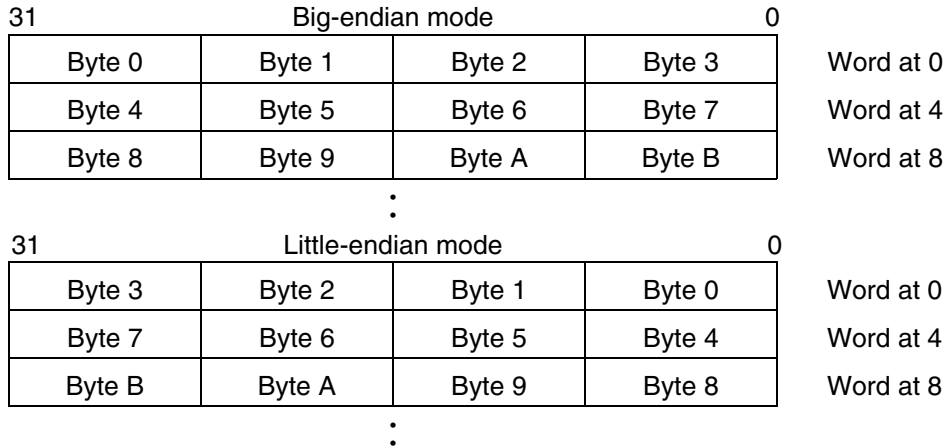 31 Big-endian mode 0
Byte 0 Byte 1 Byte 2 Byte 3 Word at 0
Byte 4 Byte 5 Byte 6 Byte 7 Word at 4
Byte 8 Byte 9 Byte A Byte B Word at 8
:
31 Little-endian mode 0
Byte 3 Byte 2 Byte 1 Byte 0 Word at 0
Byte 7 Byte 6 Byte 5 Byte 4 Word at 4
Byte B Byte A Byte 9 Byte 8 Word at 8
: